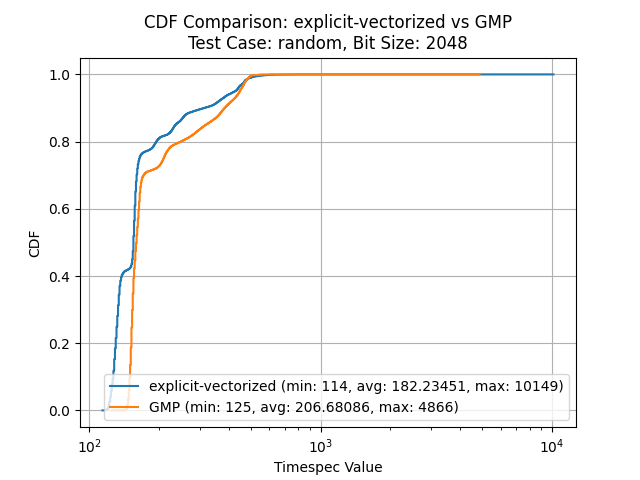 CDF Comparison: explicit-vectorized vs GMP
Test Case: random, Bit Size: 2048
1.0
0.8
0.6
0.4
0.2
0.0
CDF
explicit-vectorized (min: 114, avg: 182.23451, max: 10149)
GMP (min: 125, avg: 206.68086, max: 4866)
10²
10³
10⁴
Timespec Value